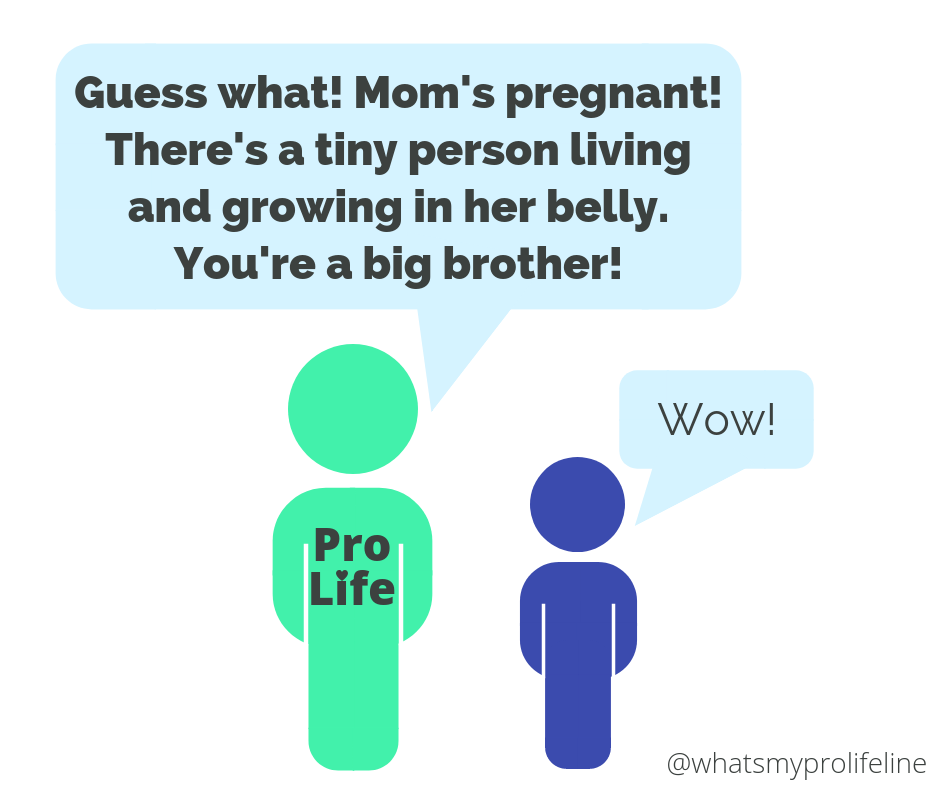 Guess what! Mom's pregnant!
There's a tiny person living
and growing in her belly.
You're a big brother!
Wow!
Pro
Life
@whatsmyprolifeline